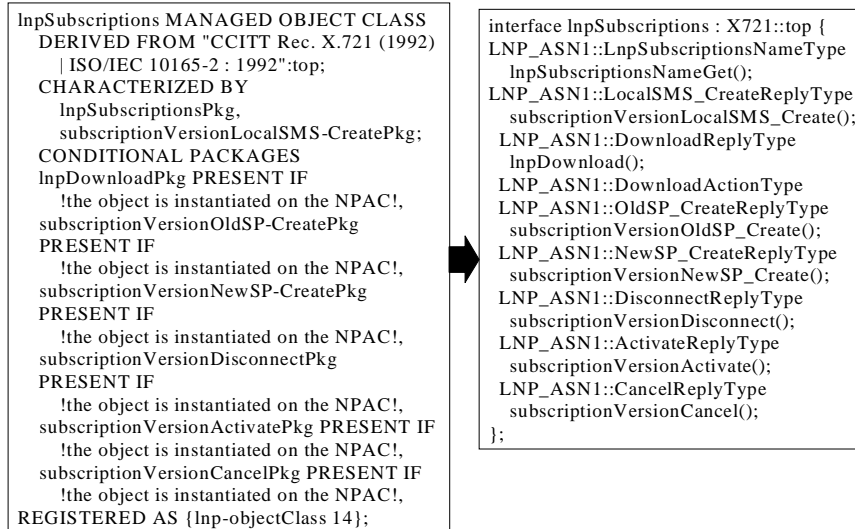 lnpSubscriptions MANAGED OBJECT CLASS
DERIVED FROM "CCITT Rec. X.721 (1992)
| ISO/IEC 10165-2 : 1992":top;
CHARACTERIZED BY
lnpSubscriptionsPkg,
subscriptionVersionLocalSMS-CreatePkg;
CONDITIONAL PACKAGES
lnpDownloadPkg PRESENT IF
!the object is instantiated on the NPAC!,
subscriptionVersionOldSP-CreatePkg
PRESENT IF
!the object is instantiated on the NPAC!,
subscriptionVersionNewSP-CreatePkg
PRESENT IF
!the object is instantiated on the NPAC!,
subscriptionVersionDisconnectPkg
PRESENT IF
!the object is instantiated on the NPAC!,
subscriptionVersionActivatePkg PRESENT IF
!the object is instantiated on the NPAC!,
subscriptionVersionCancelPkg PRESENT IF
!the object is instantiated on the NPAC!,
REGISTERED AS {lnp-objectClass 14};
interface lnpSubscriptions : X721::top {
LNP_ASN1::LnpSubscriptionsNameType
lnpSubscriptionsNameGet();
LNP_ASN1::LocalSMS_CreateReplyType
subscriptionVersionLocalSMS_Create();
LNP_ASN1::DownloadReplyType
lnpDownload();
LNP_ASN1::DownloadActionType
LNP_ASN1::OldSP_CreateReplyType
subscriptionVersionOldSP_Create();
LNP_ASN1::NewSP_CreateReplyType
subscriptionVersionNewSP_Create();
LNP_ASN1::DisconnectReplyType
subscriptionVersionDisconnect();
LNP_ASN1::ActivateReplyType
subscriptionVersionActivate();
LNP_ASN1::CancelReplyType
subscriptionVersionCancel();
};